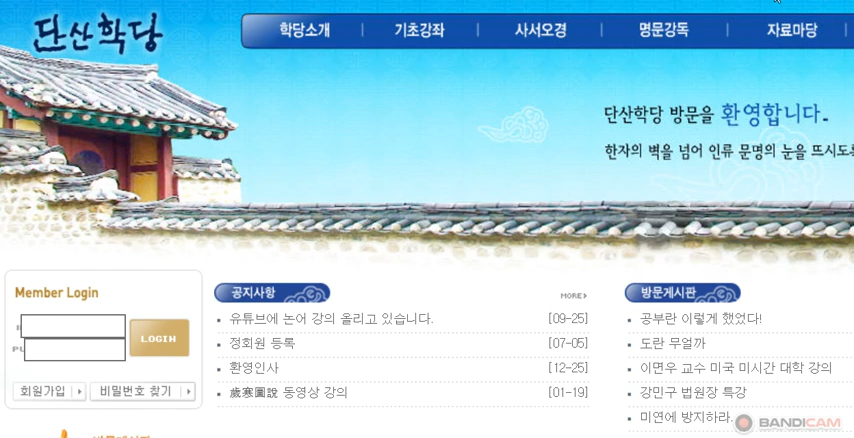 단산학당
학당소개 | 기초강좌 | 사서오경 | 명문강독 | 자료마당 |
단산학당 방문을 환영합니다.
한자의 벽을 넘어 인류 문명의 눈을 뜨시도록
Member Login
LOGIN
회원가입
비밀번호 찾기
공지사항
MORE
유튜브에 논어 강의 올리고 있습니다. [09-25]
정회원 등록 [07-05]
환영인사 [12-25]
歲寒圖說 동영상 강의 [01-19]
방문게시판
공부란 이렇게 했었다!
도란 무얼까
이면우 교수 미국 미시간 대학 강의
강민구 법원장 특강
미연에 방지하라.
BANDICAM